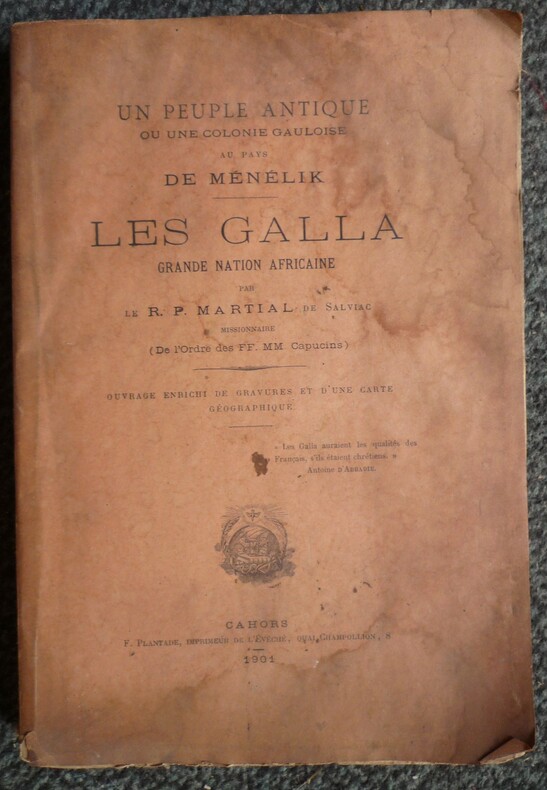 UN PEUPLE ANTIQUE
OU UNE COLONIE GAULOISE
AU PAYS
DE MÉNÉLIK
LES GALLA
GRANDE NATION AFRICAINE
PAR
LE R. P. MARTIAL DE SALVIAC
MISSIONNAIRE
(De l'Ordre des FF. MM. Capucins)
OUVRAGE ENRICHI DE GRAVURES ET D'UNE CARTE
GÉOGRAPHIQUE
« Les Galla auraient les qualités des
Français, s'ils étaient chrétiens »
Antoine d'ABBADIE.
CAHORS
F. PLANTADE, IMPRIMEUR DE L'ÉVÊCHÉ, QUAI CHAMPOLLION, 8
1901